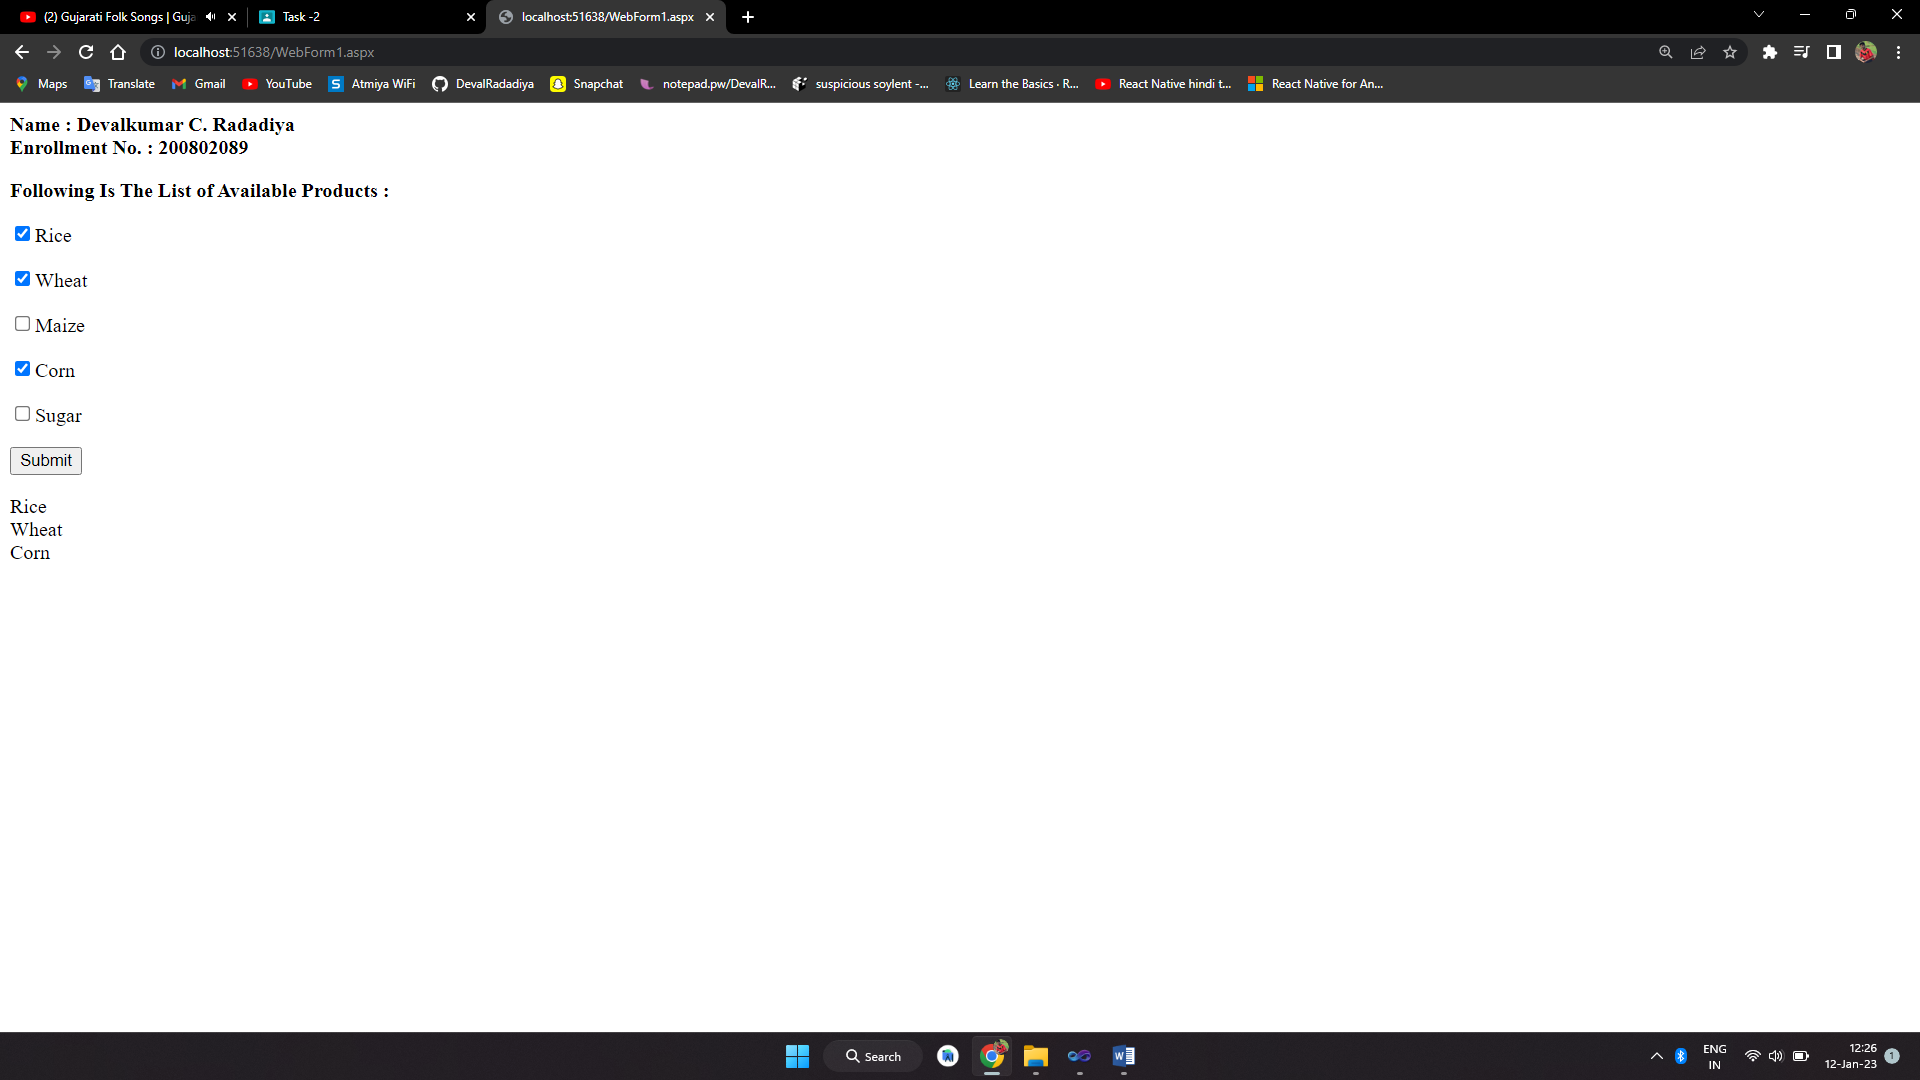 (2) Gujarati Folk Songs | Guja
Task -2
localhost:51638/WebForm1.aspx
localhost:51638/WebForm1.aspx
Maps
Translate
Gmail
YouTube
Atmiya WiFi
DevalRadadiya
Snapchat
notepad.pw/DevalR...
suspicious soylent -...
Learn the Basics · R...
React Native hindi t...
React Native for An...
Name : Devalkumar C. Radadiya
Enrollment No. : 200802089
Following Is The List of Available Products :
Rice
Wheat
Maize
Corn
Sugar
Submit
Rice
Wheat
Corn
Search
ENG
IN
12:26
12-Jan-23
1